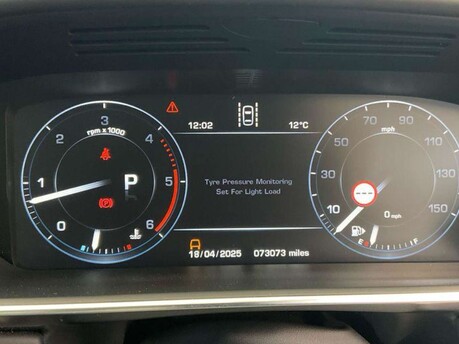 12:02
12°C
2 3 4
rpm x 1000
1 P 5
0 6
Tyre Pressure Monitoring
Set For Light Load
70 90
50 mph 110
30 130
10 150
0 mph
18/04/2025 073073 miles